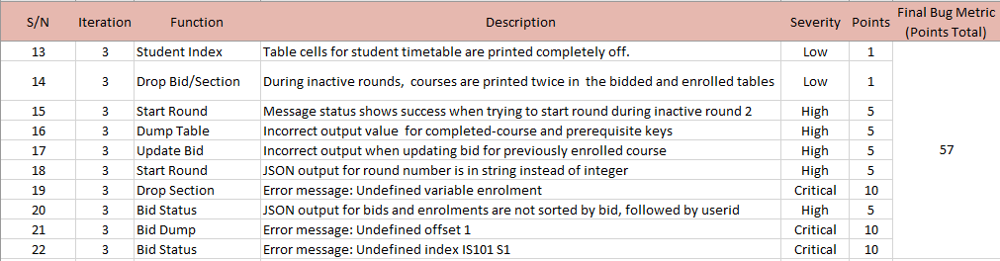 S/N Iteration Function Description Severity Points Final Bug Metric (Points Total)
13 3 Student Index Table cells for student timetable are printed completely off. Low 1
14 3 Drop Bid/Section During inactive rounds, courses are printed twice in the bidded and enrolled tables Low 1
15 3 Start Round Message status shows success when trying to start round during inactive round 2 High 5
16 3 Dump Table Incorrect output value for completed-course and prerequisite keys High 5
17 3 Update Bid Incorrect output when updating bid for previously enrolled course High 5 57
18 3 Start Round JSON output for round number is in string instead of integer High 5
19 3 Drop Section Error message: Undefined variable enrolment Critical 10
20 3 Bid Status JSON output for bids and enrolments are not sorted by bid, followed by userid High 5
21 3 Bid Dump Error message: Undefined offset 1 Critical 10
22 3 Bid Status Error message: Undefined index IS101 S1 Critical 10